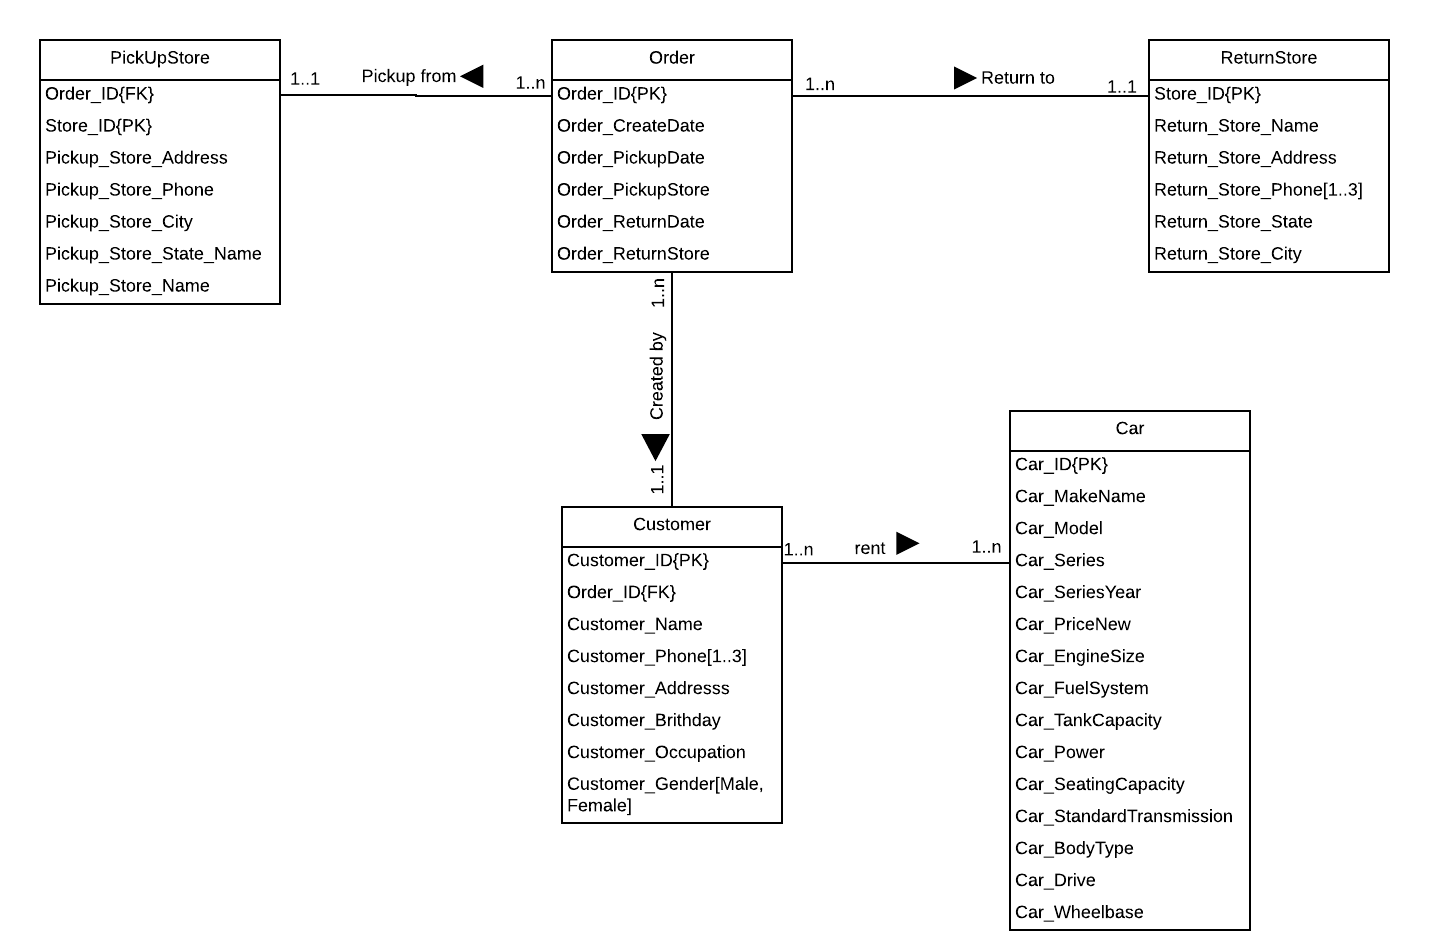 PickUpStore
Order_ID{FK}
Store_ID{PK}
Pickup_Store_Address
Pickup_Store_Phone
Pickup_Store_City
Pickup_Store_State_Name
Pickup_Store_Name
1..1
Pickup from
1..n
Order
Order_ID{PK}
Order_CreateDate
Order_PickupDate
Order_PickupStore
Order_ReturnDate
Order_ReturnStore
1..n
Return to
1..1
ReturnStore
Store_ID{PK}
Return_Store_Name
Return_Store_Address
Return_Store_Phone[1..3]
Return_Store_State
Return_Store_City
1..n
Created by
1..1
Customer
Customer_ID{PK}
Order_ID{FK}
Customer_Name
Customer_Phone[1..3]
Customer_Addresss
Customer_Brithday
Customer_Occupation
Customer_Gender[Male,
Female]
1..n
rent
1..n
Car
Car_ID{PK}
Car_MakeName
Car_Model
Car_Series
Car_SeriesYear
Car_PriceNew
Car_EngineSize
Car_FuelSystem
Car_TankCapacity
Car_Power
Car_SeatingCapacity
Car_StandardTransmission
Car_BodyType
Car_Drive
Car_Wheelbase